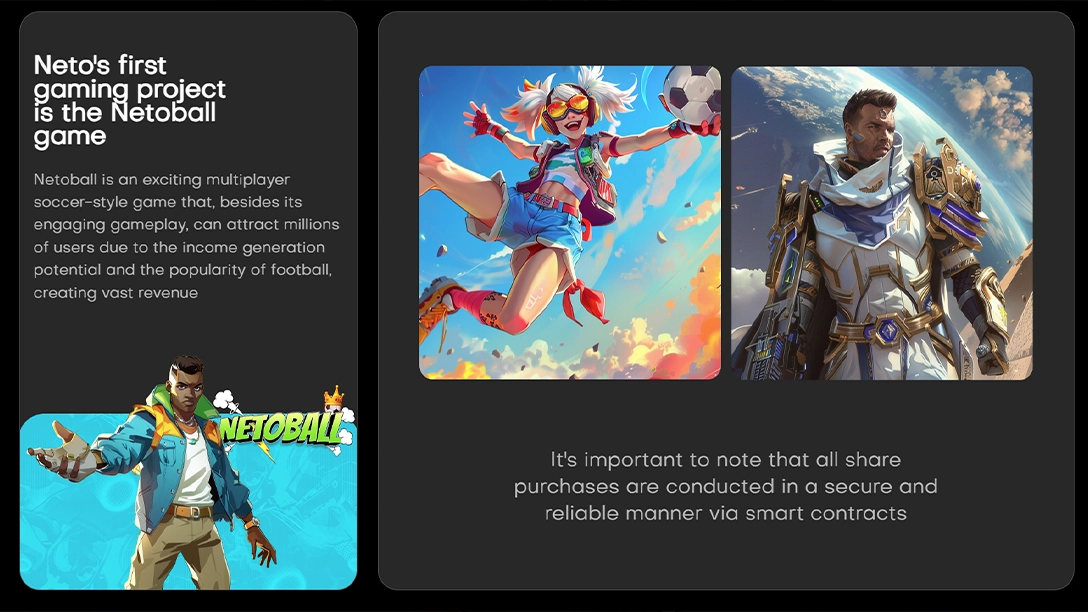 Neto's first
gaming project
is the Netoball
game
Netoball is an exciting multiplayer
soccer-style game that, besides its
engaging gameplay, can attract millions
of users due to the income generation
potential and the popularity of football,
creating vast revenue
NETOBALL
It's important to note that all share
purchases are conducted in a secure and
reliable manner via smart contracts